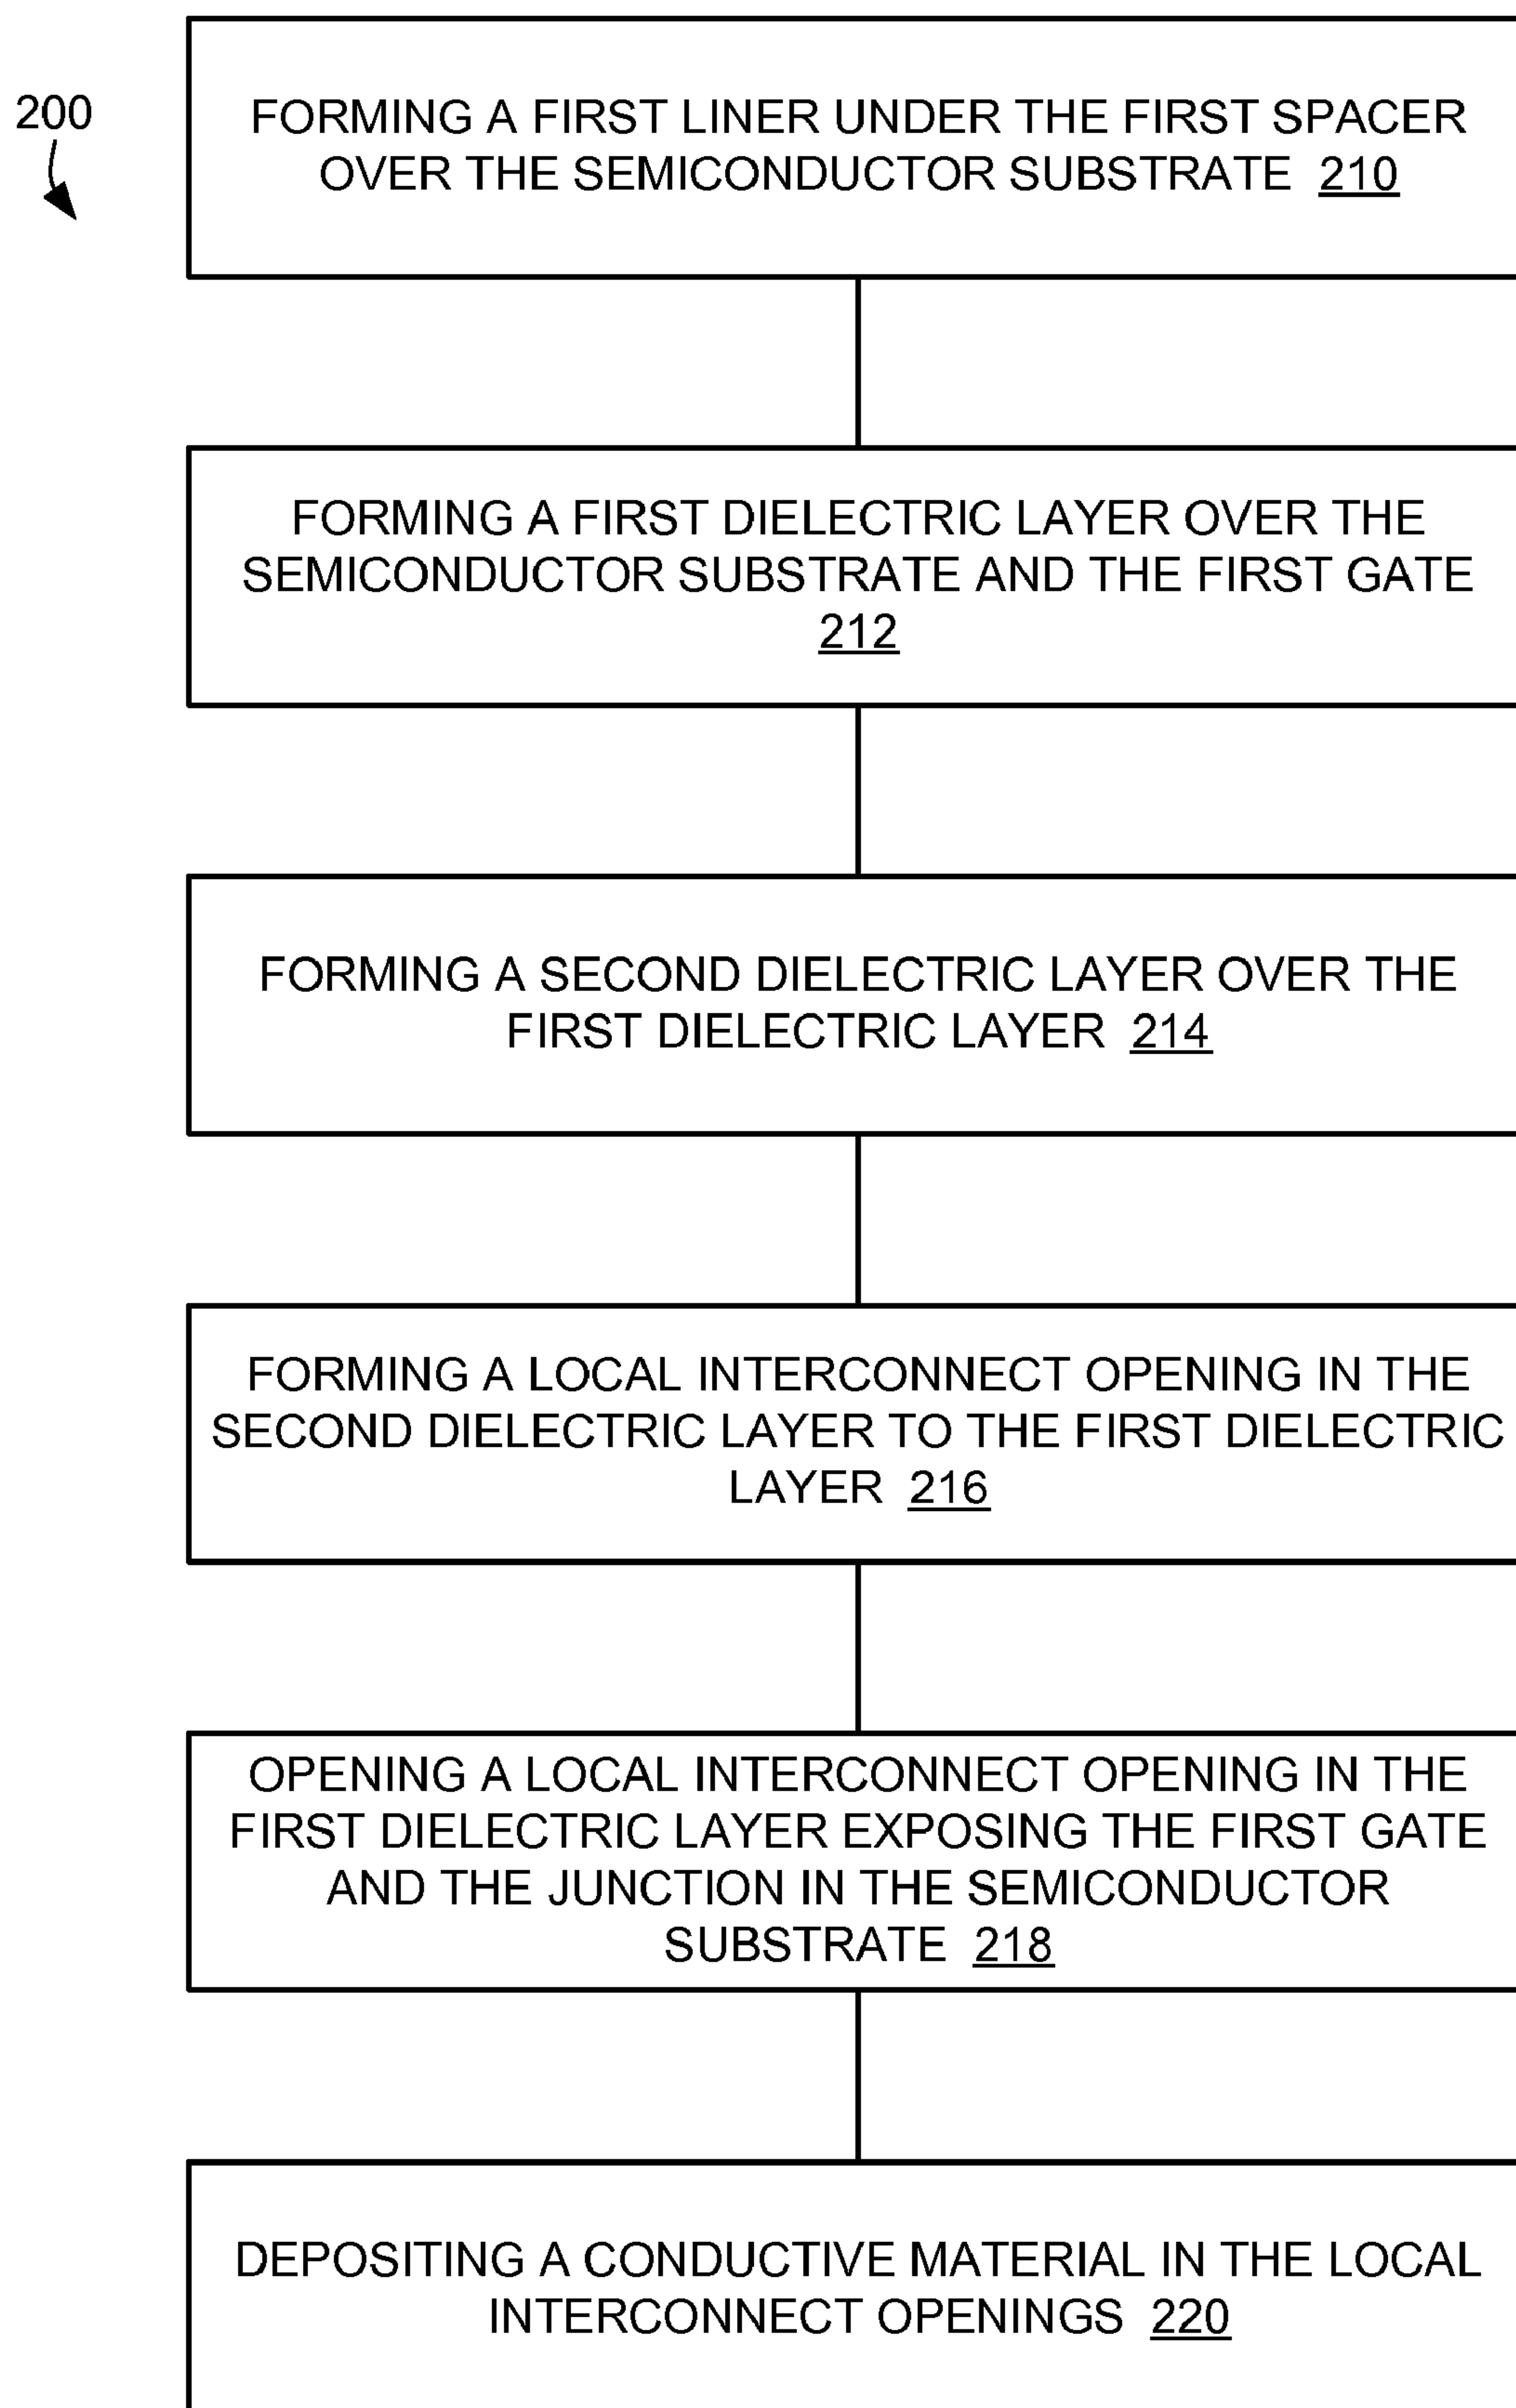 200
FORMING A FIRST LINER UNDER THE FIRST SPACER
OVER THE SEMICONDUCTOR SUBSTRATE 210
FORMING A FIRST DIELECTRIC LAYER OVER THE
SEMICONDUCTOR SUBSTRATE AND THE FIRST GATE
212
FORMING A SECOND DIELECTRIC LAYER OVER THE
FIRST DIELECTRIC LAYER 214
FORMING A LOCAL INTERCONNECT OPENING IN THE
SECOND DIELECTRIC LAYER TO THE FIRST DIELECTRIC
LAYER 216
OPENING A LOCAL INTERCONNECT OPENING IN THE
FIRST DIELECTRIC LAYER EXPOSING THE FIRST GATE
AND THE JUNCTION IN THE SEMICONDUCTOR
SUBSTRATE 218
DEPOSITING A CONDUCTIVE MATERIAL IN THE LOCAL
INTERCONNECT OPENINGS 220